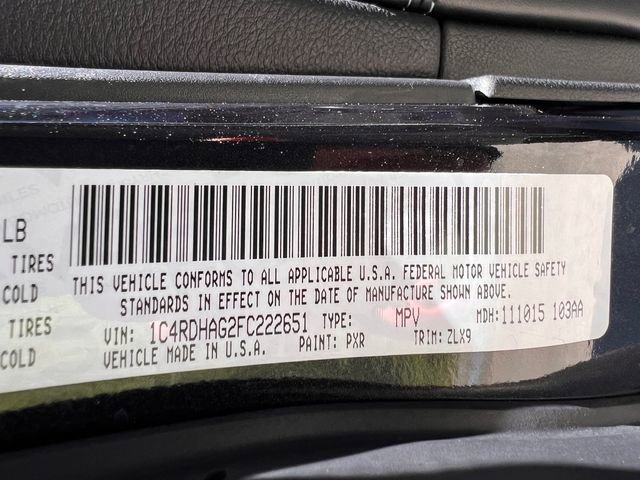 LB
TIRES
COLD
TIRES
COLD
THIS VEHICLE CONFORMS TO ALL APPLICABLE U.S.A. FEDERAL MOTOR VEHICLE SAFETY
STANDARDS IN EFFECT ON THE DATE OF MANUFACTURE SHOWN ABOVE.
VIN: 1C4RDHAG2FC222651 TYPE: MPV MDH:111015 103AA
VEHICLE MADE IN U.S.A. PAINT: PXR TRIM: ZLX9